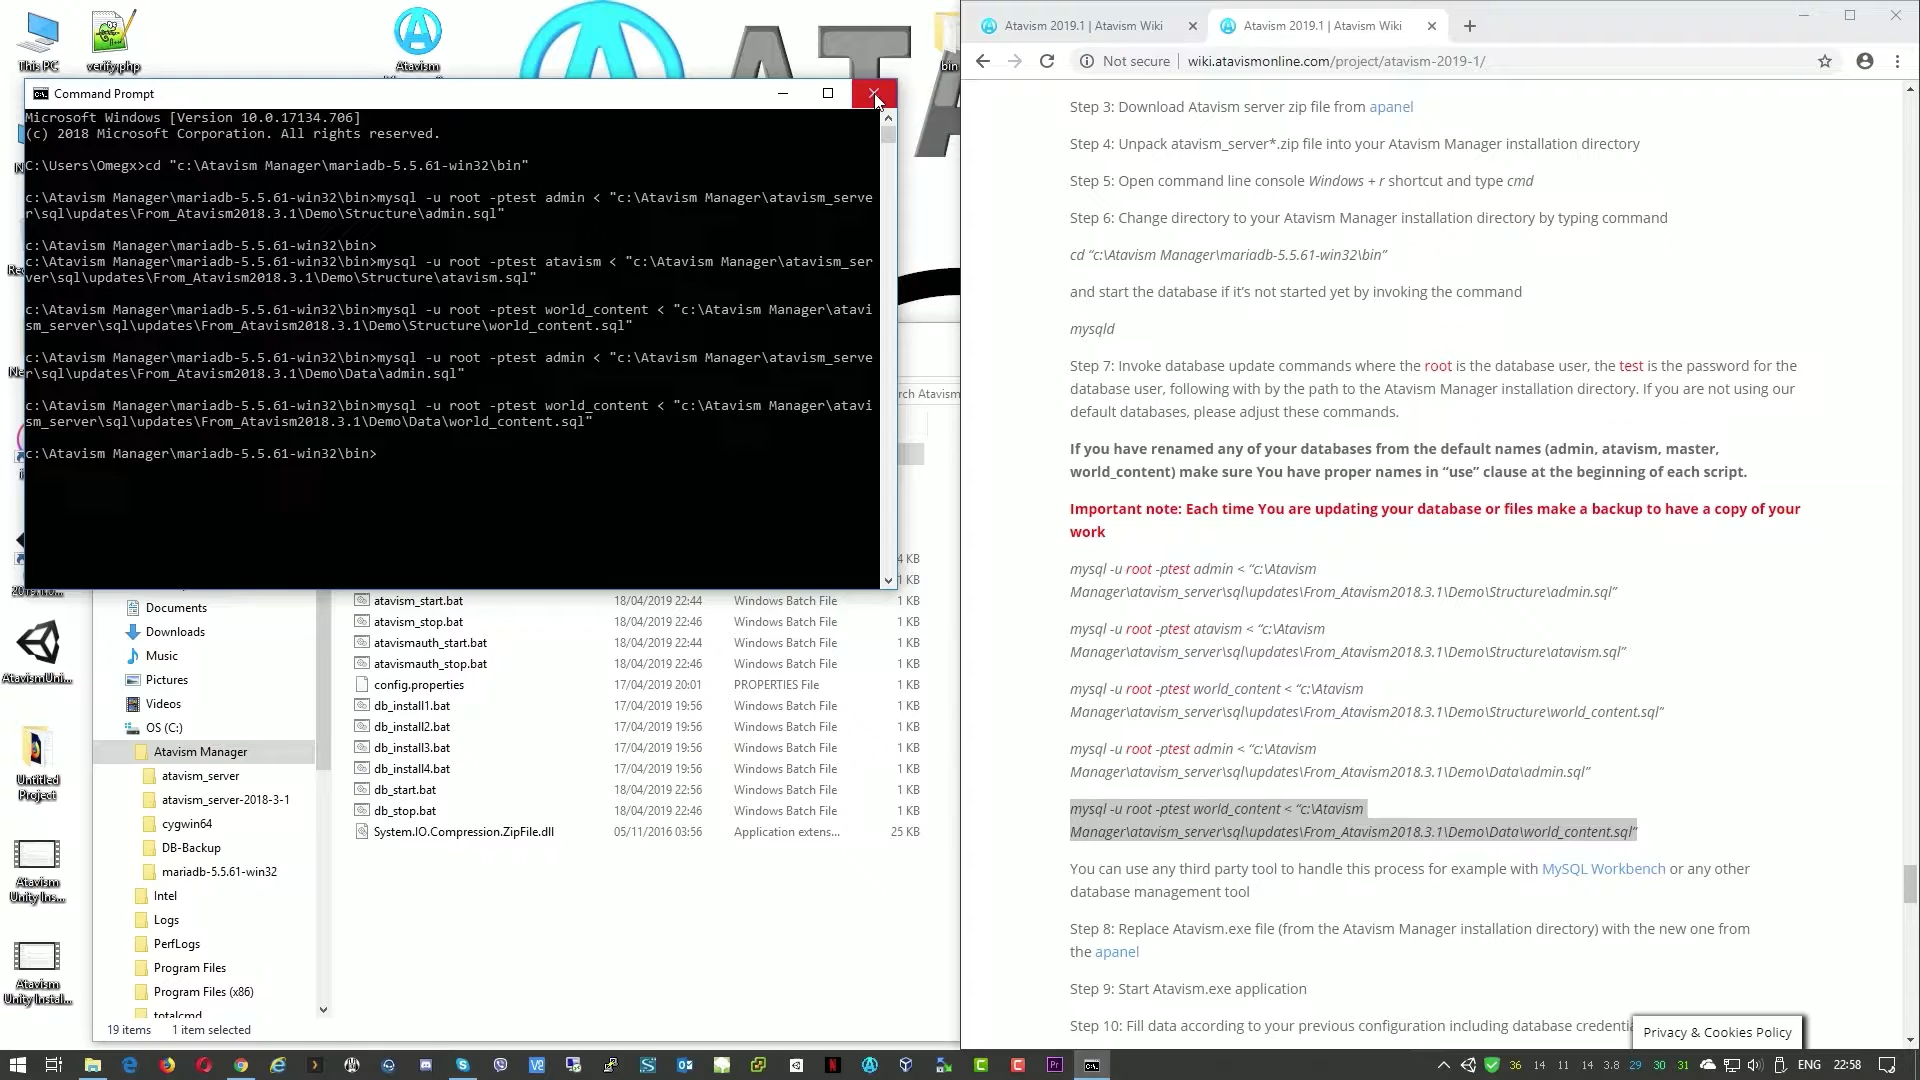 This PC
verify.php
Atavism
bin
Command Prompt
Microsoft Windows [Version 10.0.17134.706]
(c) 2018 Microsoft Corporation. All rights reserved.
C:\Users\Omegx>cd "c:\Atavism Manager\mariadb-5.5.61-win32\bin"
c:\Atavism Manager\mariadb-5.5.61-win32\bin>mysql -u root -ptest admin < "c:\Atavism Manager\atavism_serve
r\sql\updates\From_Atavism2018.3.1\Demo\Structure\admin.sql"
c:\Atavism Manager\mariadb-5.5.61-win32\bin>
c:\Atavism Manager\mariadb-5.5.61-win32\bin>mysql -u root -ptest atavism < "c:\Atavism Manager\atavism_ser
ver\sql\updates\From_Atavism2018.3.1\Demo\Structure\atavism.sql"
c:\Atavism Manager\mariadb-5.5.61-win32\bin>mysql -u root -ptest world_content < "c:\Atavism Manager\atavi
sm_server\sql\updates\From_Atavism2018.3.1\Demo\Structure\world_content.sql"
c:\Atavism Manager\mariadb-5.5.61-win32\bin>mysql -u root -ptest admin < "c:\Atavism Manager\atavism_serve
r\sql\updates\From_Atavism2018.3.1\Demo\Data\admin.sql"
c:\Atavism Manager\mariadb-5.5.61-win32\bin>mysql -u root -ptest world_content < "c:\Atavism Manager\atavi
sm_server\sql\updates\From_Atavism2018.3.1\Demo\Data\world_content.sql"
c:\Atavism Manager\mariadb-5.5.61-win32\bin>
rch Atavism
4 KB
1 KB
atavism_start.bat 18/04/2019 22:44 Windows Batch File 1 KB
atavism_stop.bat 18/04/2019 22:46 Windows Batch File 1 KB
atavismauth_start.bat 18/04/2019 22:44 Windows Batch File 1 KB
atavismauth_stop.bat 18/04/2019 22:46 Windows Batch File 1 KB
config.properties 17/04/2019 20:01 PROPERTIES File 1 KB
db_install1.bat 17/04/2019 19:56 Windows Batch File 1 KB
db_install2.bat 17/04/2019 19:56 Windows Batch File 1 KB
db_install3.bat 17/04/2019 19:56 Windows Batch File 1 KB
db_install4.bat 17/04/2019 19:56 Windows Batch File 1 KB
db_start.bat 18/04/2019 22:56 Windows Batch File 1 KB
db_stop.bat 18/04/2019 22:46 Windows Batch File 1 KB
System.IO.Compression.ZipFile.dll 05/11/2016 03:56 Application extens... 25 KB
Documents
Downloads
Music
Pictures
Videos
OS (C:)
Atavism Manager
atavism_server
atavism_server-2018-3-1
cygwin64
DB-Backup
mariadb-5.5.61-win32
Intel
Logs
PerfLogs
Program Files
Program Files (x86)
totalcmd
19 items 1 item selected
AtavismUni...
Untitled
Project
Atavism
Unity Ins...
Atavism
Unity Instal...
Atavism 2019.1 | Atavism Wiki
Atavism 2019.1 | Atavism Wiki
Not secure | wiki.atavismonline.com/project/atavism-2019-1/
Step 3: Download Atavism server zip file from apanel
Step 4: Unpack atavism_server*.zip file into your Atavism Manager installation directory
Step 5: Open command line console Windows + r shortcut and type cmd
Step 6: Change directory to your Atavism Manager installation directory by typing command
cd “c:\Atavism Manager\mariadb-5.5.61-win32\bin”
and start the database if it’s not started yet by invoking the command
mysqld
Step 7: Invoke database update commands where the root is the database user, the test is the password for the
database user, following with by the path to the Atavism Manager installation directory. If you are not using our
default databases, please adjust these commands.
If you have renamed any of your databases from the default names (admin, atavism, master,
world_content) make sure You have proper names in “use” clause at the beginning of each script.
Important note: Each time You are updating your database or files make a backup to have a copy of your
work
mysql -u root -ptest admin < “c:\Atavism
Manager\atavism_server\sql\updates\From_Atavism2018.3.1\Demo\Structure\admin.sql”
mysql -u root -ptest atavism < “c:\Atavism
Manager\atavism_server\sql\updates\From_Atavism2018.3.1\Demo\Structure\atavism.sql”
mysql -u root -ptest world_content < “c:\Atavism
Manager\atavism_server\sql\updates\From_Atavism2018.3.1\Demo\Structure\world_content.sql”
mysql -u root -ptest admin < “c:\Atavism
Manager\atavism_server\sql\updates\From_Atavism2018.3.1\Demo\Data\admin.sql”
mysql -u root -ptest world_content < “c:\Atavism
Manager\atavism_server\sql\updates\From_Atavism2018.3.1\Demo\Data\world_content.sql”
You can use any third party tool to handle this process for example with MySQL Workbench or any other
database management tool
Step 8: Replace Atavism.exe file (from the Atavism Manager installation directory) with the new one from
the apanel
Step 9: Start Atavism.exe application
Step 10: Fill data according to your previous configuration including database credenti
Privacy & Cookies Policy
36 14 11 14 3.8 29 30 31 ENG 22:58